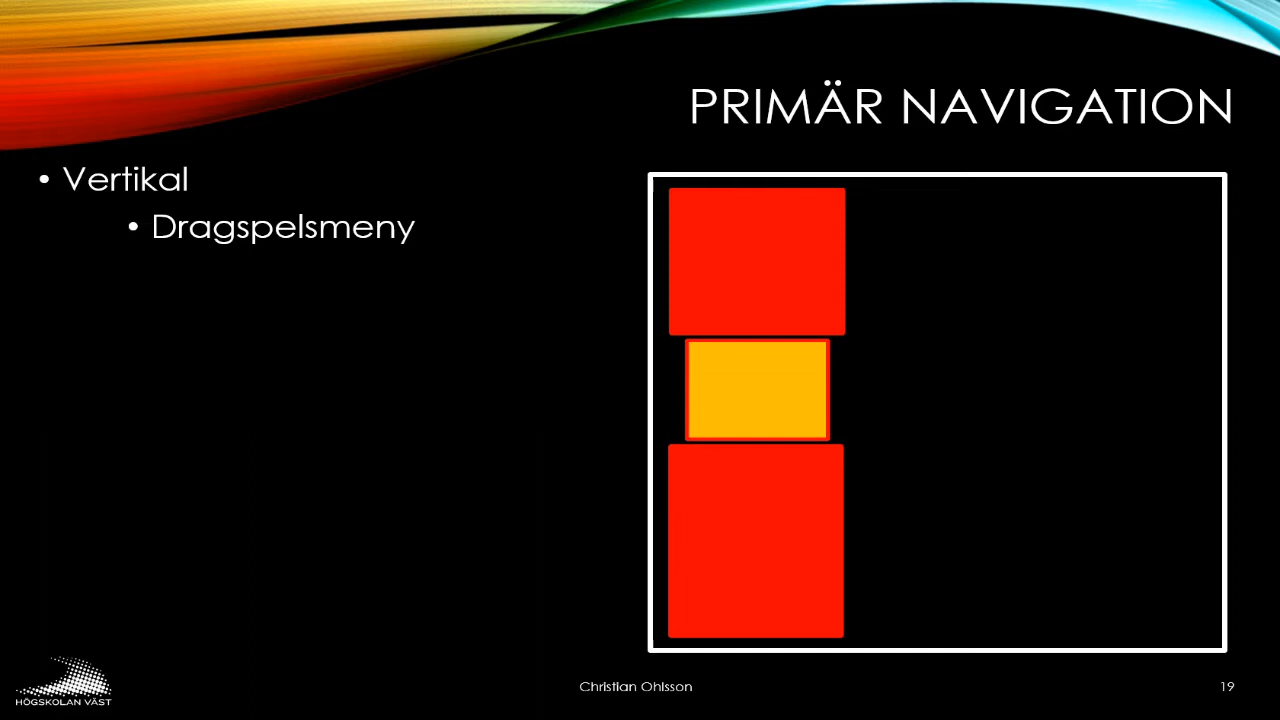 PRIMÄR NAVIGATION
• Vertikal
• Dragspelsmeny
HÖGSKOLAN VÄST
Christian Ohlsson
19